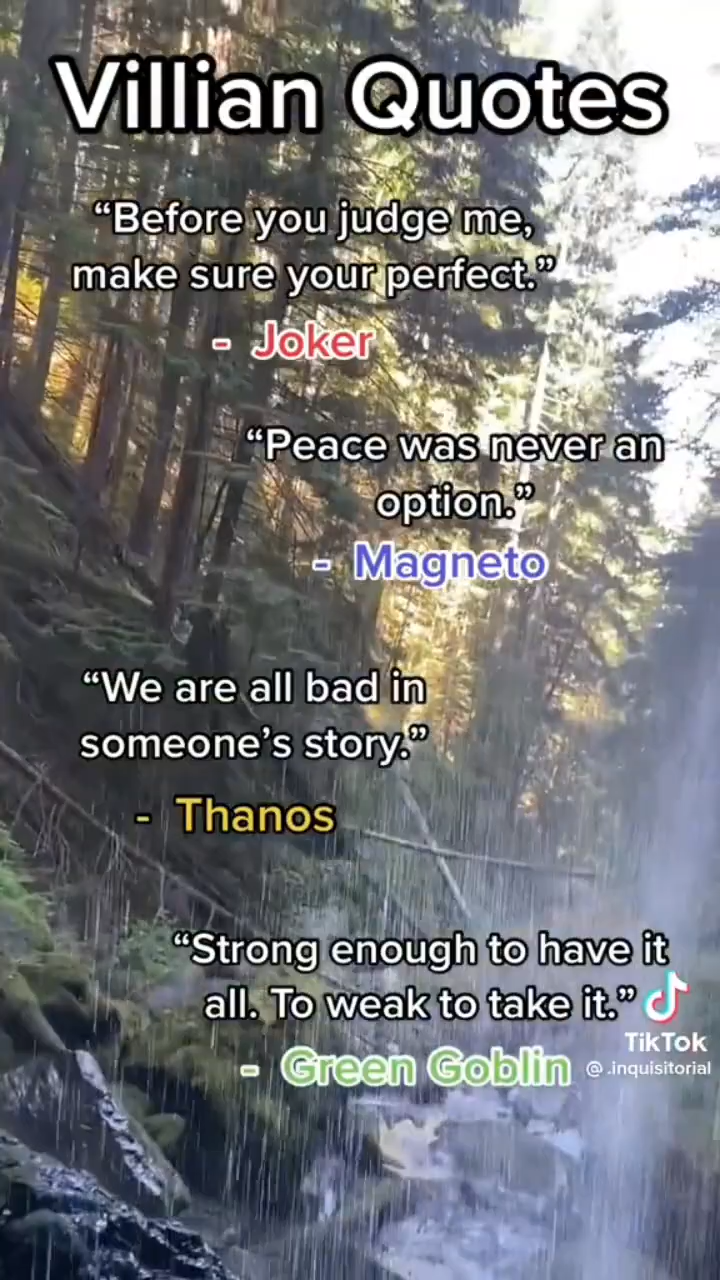 Villian Quotes
“Before you judge me,
make sure your perfect.”
- Joker
“Peace was never an
option.”
- Magneto
“We are all bad in
someone’s story.”
- Thanos
“Strong enough to have it
all. To weak to take it.”
- Green Goblin
TikTok
@.inquisitorial